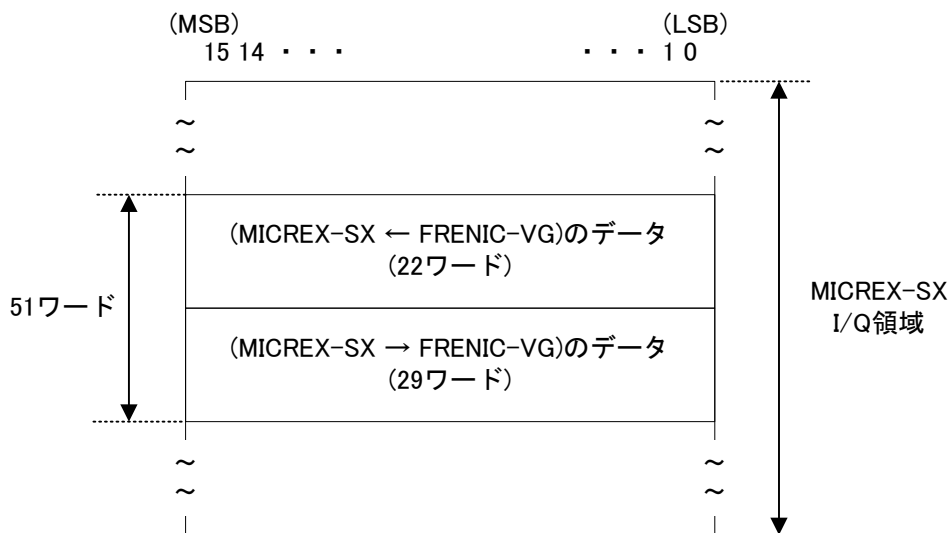 (MSB) (LSB)
15 14 ・ ・ ・ ・ ・ ・ 1 0
~ ~
~ ~
(MICREX-SX ← FRENIC-VG)のデータ
(22ワード)
51ワード
MICREX-SX
I/Q領域
(MICREX-SX → FRENIC-VG)のデータ
(29ワード)
~ ~
~ ~